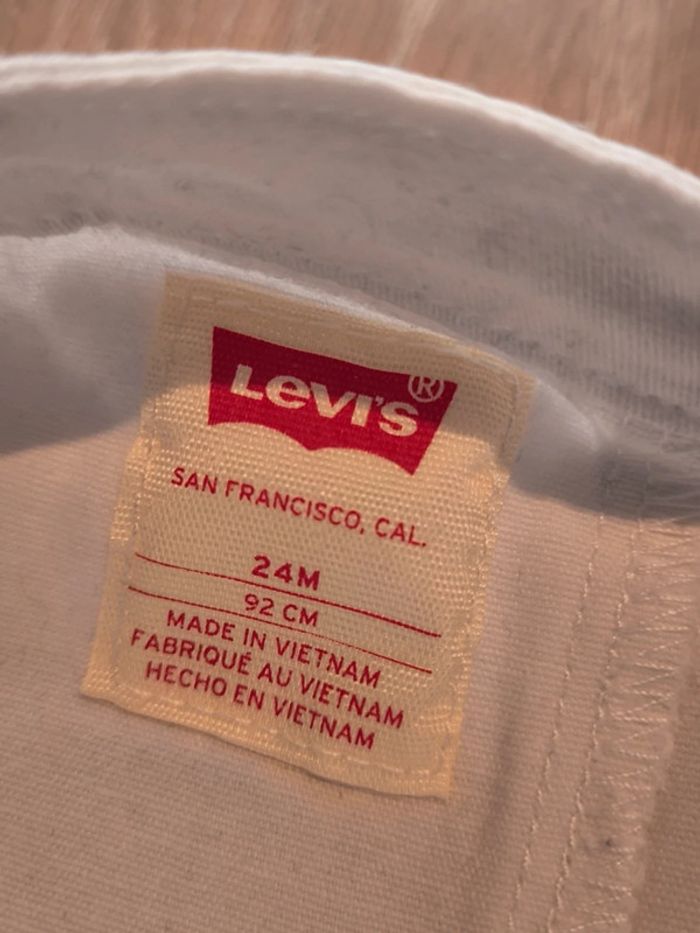 Levi's®
SAN FRANCISCO, CAL.
24M
92 CM
MADE IN VIETNAM
FABRIQUÉ AU VIETNAM
HECHO EN VIETNAM